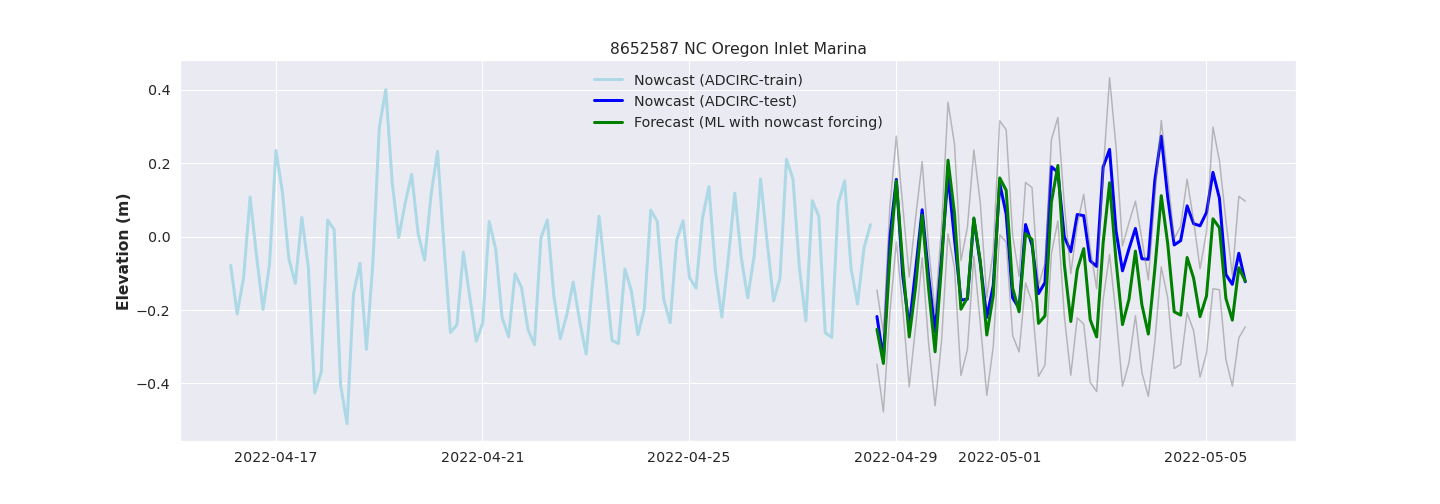 8652587 NC Oregon Inlet Marina
Nowcast (ADCIRC-train)
Nowcast (ADCIRC-test)
Forecast (ML with nowcast forcing)
Elevation (m)
0.4
0.2
0.0
−0.2
−0.4
2022-04-17 2022-04-21 2022-04-25 2022-04-29 2022-05-01 2022-05-05